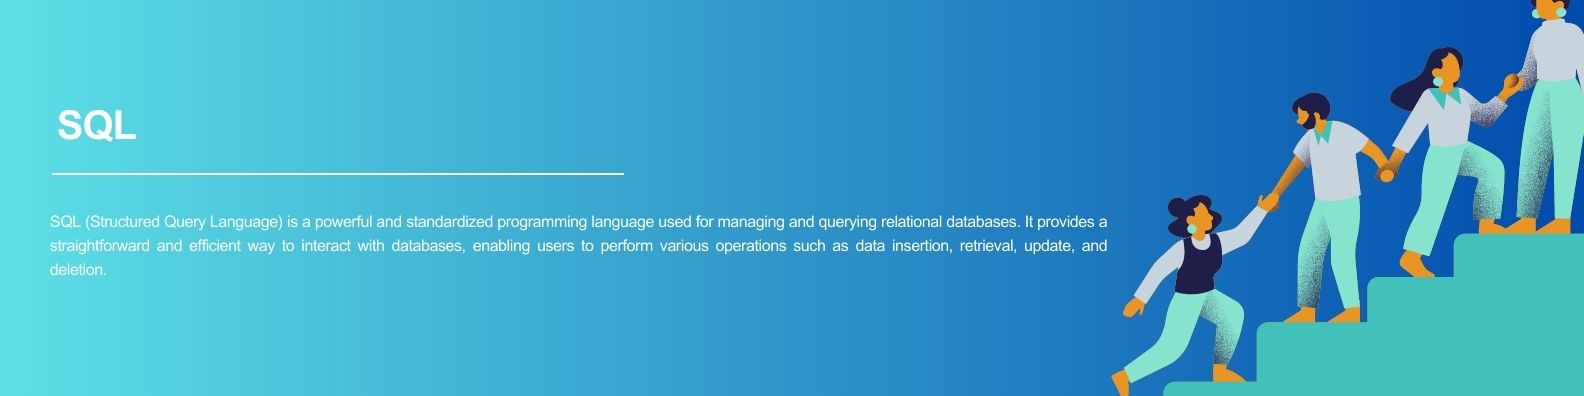 SQL
SQL (Structured Query Language) is a powerful and standardized programming language used for managing and querying relational databases. It provides a
straightforward and efficient way to interact with databases, enabling users to perform various operations such as data insertion, retrieval, update, and
deletion.